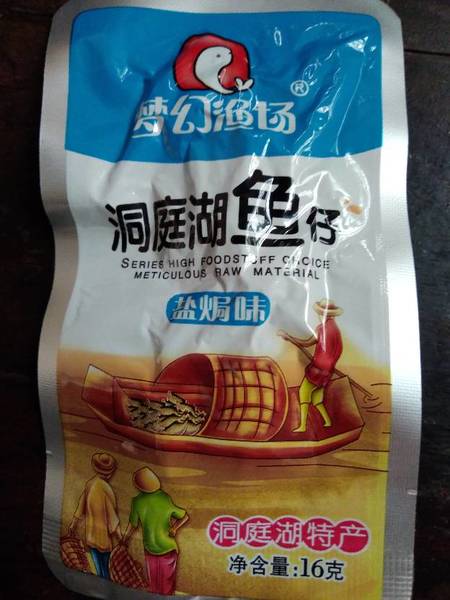 梦幻渔场®
洞庭湖鱼仔
SERIES HIGH FOODSTUFF CHOICE
METICULOUS RAW MATERIAL
盐焗味
洞庭湖特产
净含量:16克